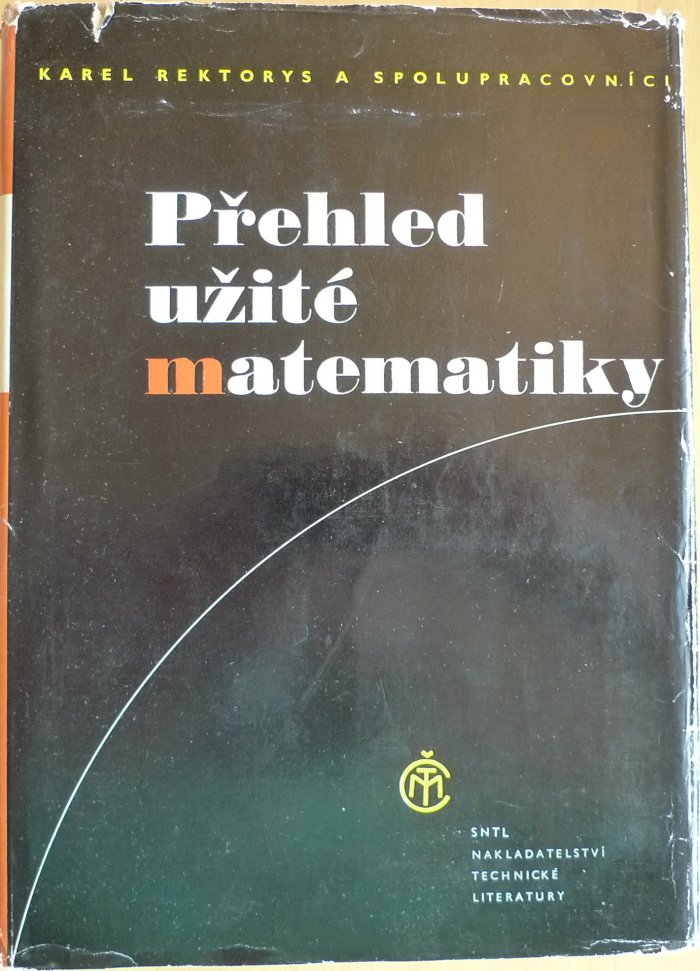 KAREL REKTORYS A SPOLUPRACOVNÍCI
Přehled
užité
matematiky
SNTL
NAKLADATELSTVÍ
TECHNICKÉ
LITERATURY